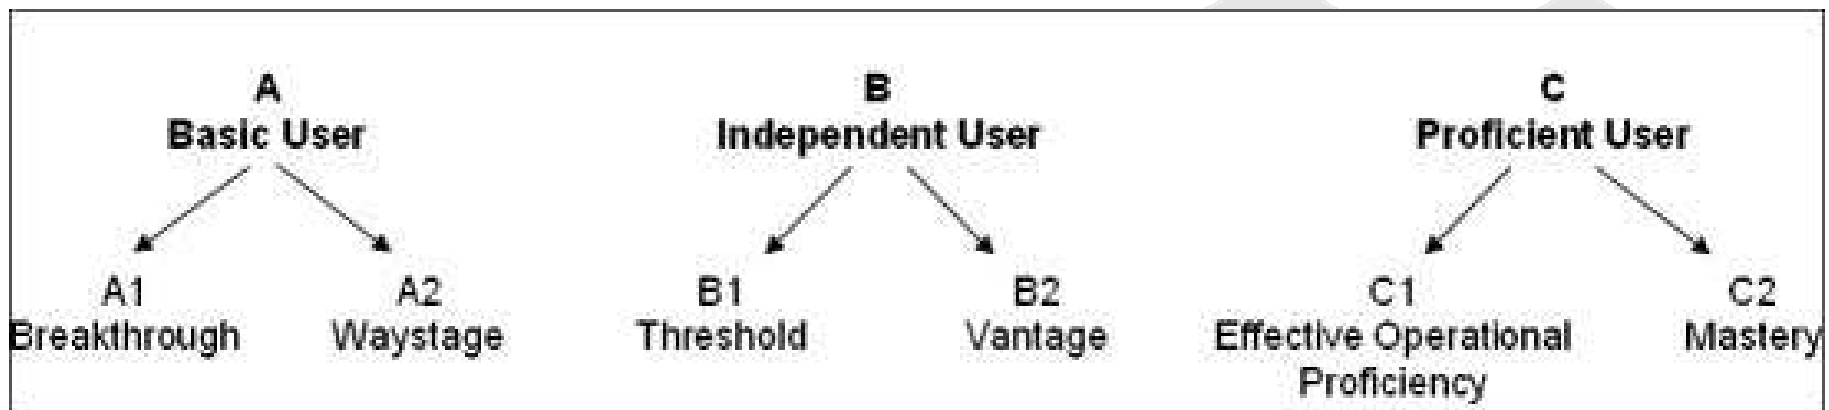 A
Basic User
A1
Breakthrough
A2
Waystage
B
Independent User
B1
Threshold
B2
Vantage
C
Proficient User
C1
Effective Operational
Proficiency
C2
Mastery